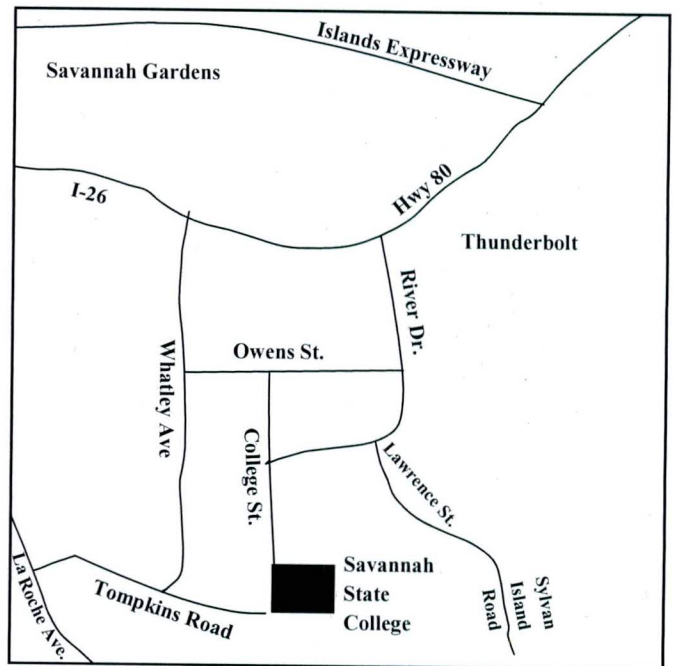 Islands Expressway
Savannah Gardens
I-26
Hwy 80
Thunderbolt
River Dr.
Owens St.
Whatley Ave
College St.
Lawrence St.
Savannah
State
College
Sylvan
Island
Road
Tompkins Road
La Roche Ave.